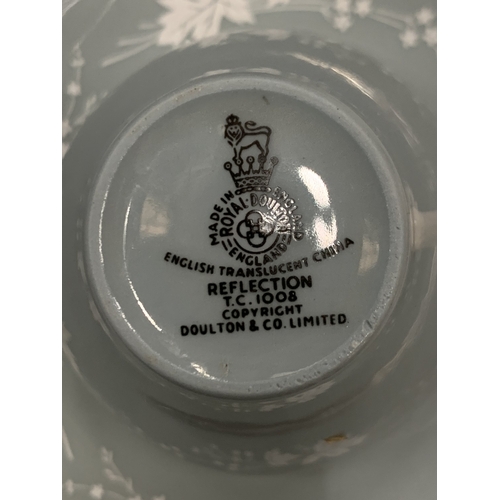 MADE IN ENGLAND
ROYAL·DOULTON
ENGLAND
ENGLISH TRANSLUCENT CHINA
REFLECTION
T.C. 1008
COPYRIGHT
DOULTON & CO. LIMITED.